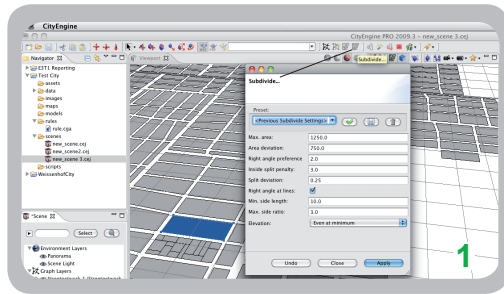 CityEngine
CityEngine PRO 2009.3 – new_scene 3.cej
Navigator
Viewport
Subdivide...
EST1 Reporting
Test City
assets
data
images
maps
models
rules
rule.cga
scenes
new_scene.cej
new_scene2.cej
new_scene 3.cej
scripts
WeissenhofCity
Subdivide...
Preset:
<Previous Subdivide Settings>
Max. area: 1250.0
Area deviation: 750.0
Right angle preference 2.0
Inside split penalty: 3.0
Split deviation: 0.25
Right angle at lines:
Min. side length: 10.0
Max. side ratio: 3.0
Elevation: Even at minimum
Undo Close Apply
*Scene
Select
Environment Layers
Panorama
Scene Light
Graph Layers
1